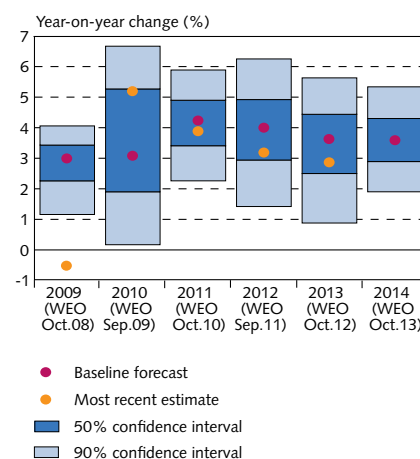 Year-on-year change (%)
7
6
5
4
3
2
1
0
-1
2009 2010 2011 2012 2013 2014
(WEO (WEO (WEO (WEO (WEO (WEO
Oct.08) Sep.09) Oct.10) Sep.11) Oct.12) Oct.13)
Baseline forecast
Most recent estimate
50% confidence interval
90% confidence interval